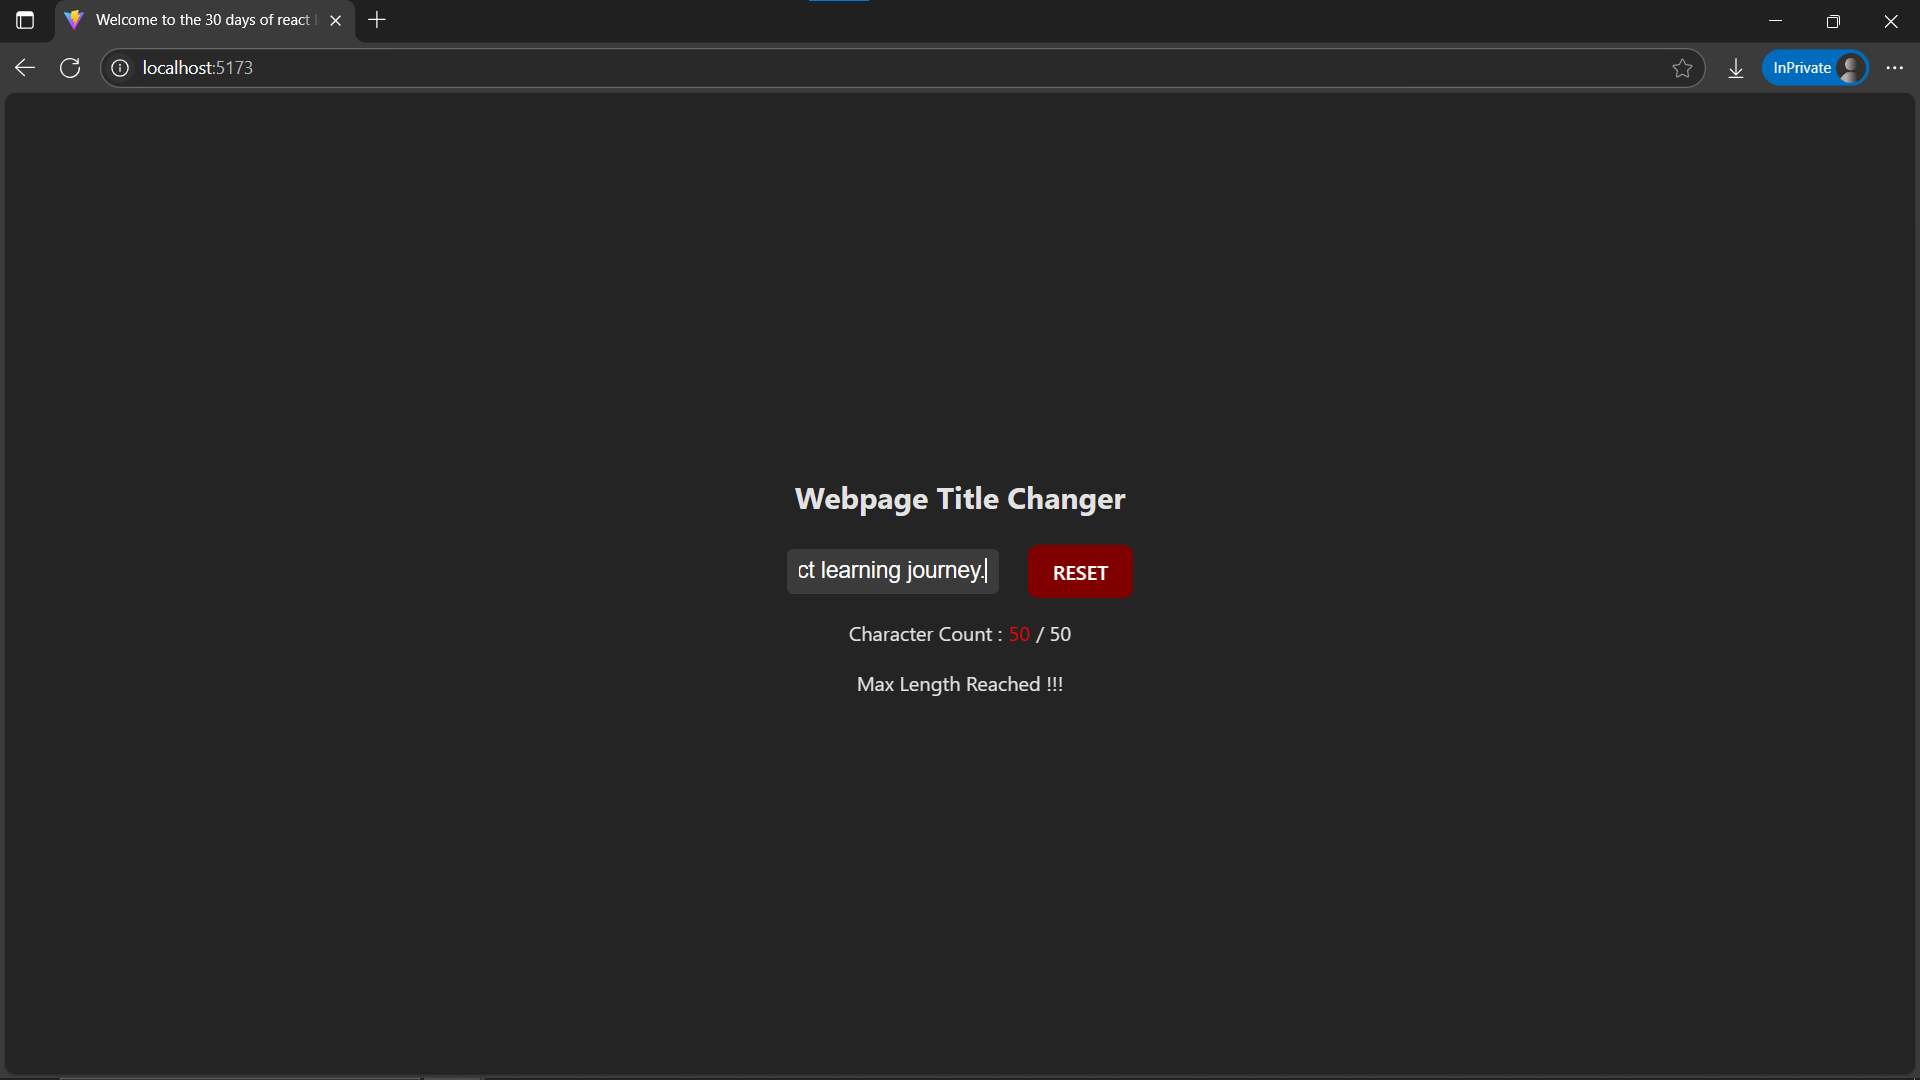 Welcome to the 30 days of react
localhost:5173
InPrivate
Webpage Title Changer
ct learning journey.
RESET
Character Count : 50 / 50
Max Length Reached !!!